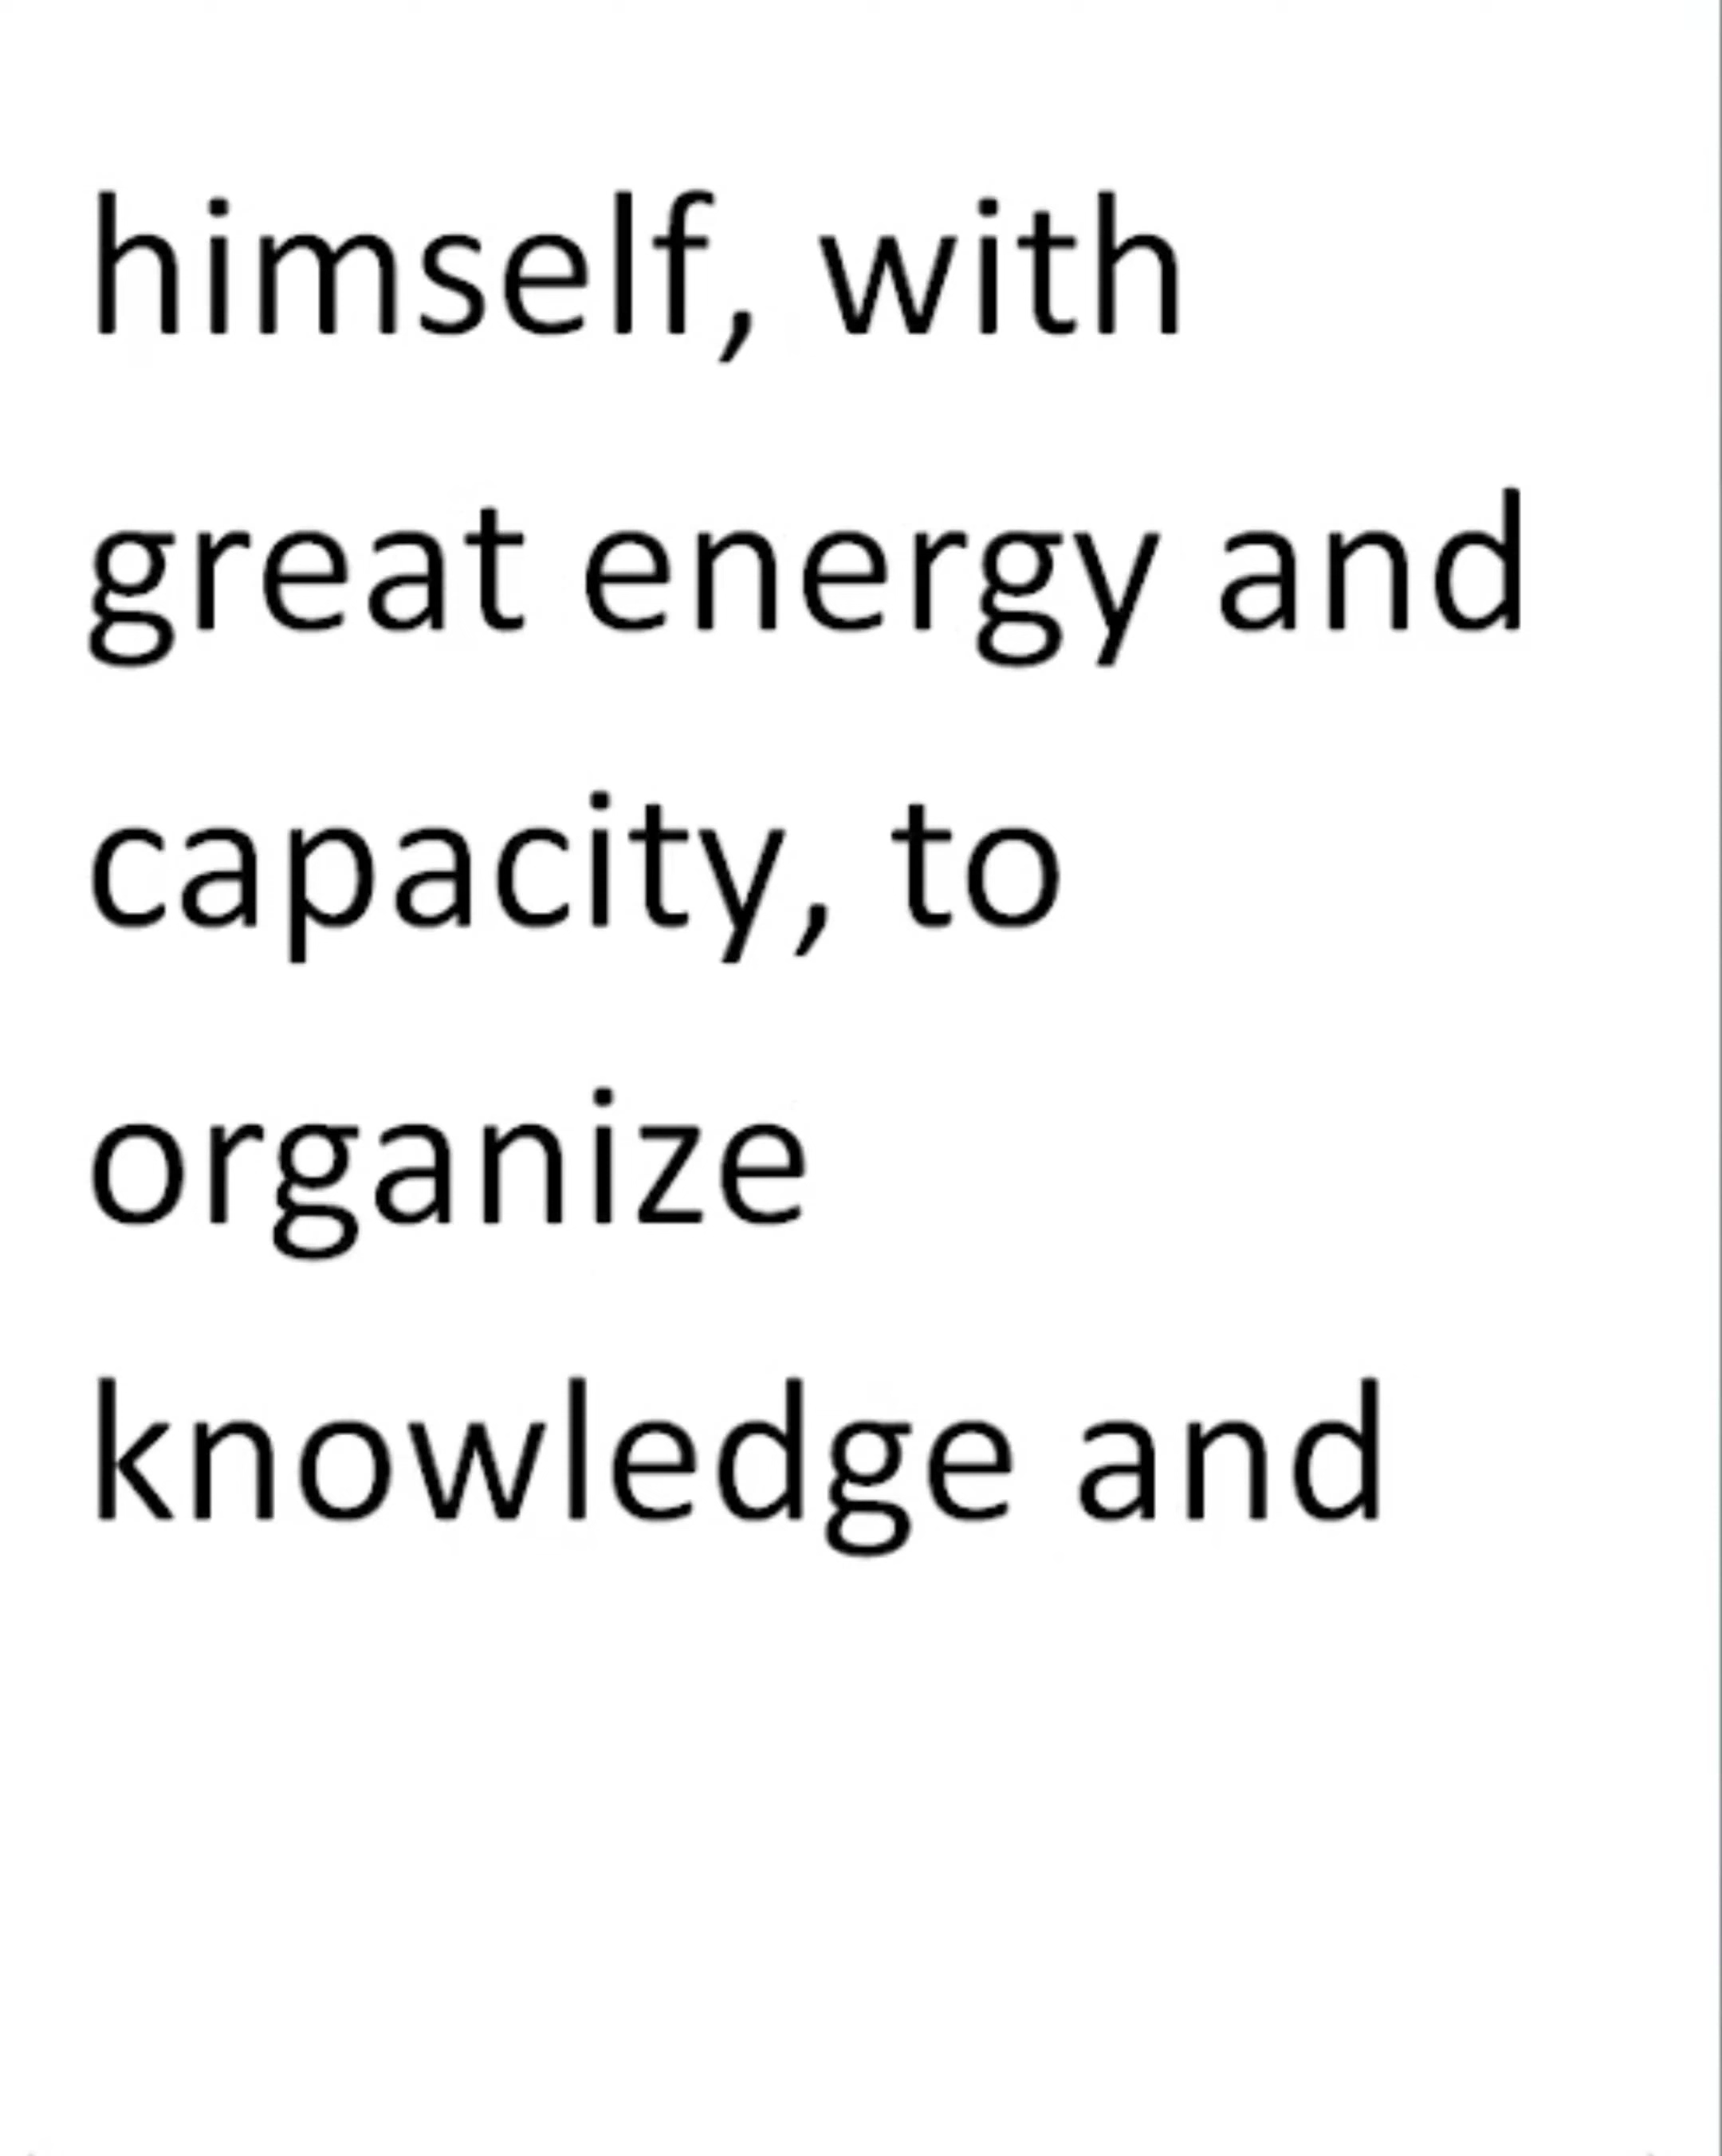 himself, with
great energy and
capacity, to
organize
knowledge and